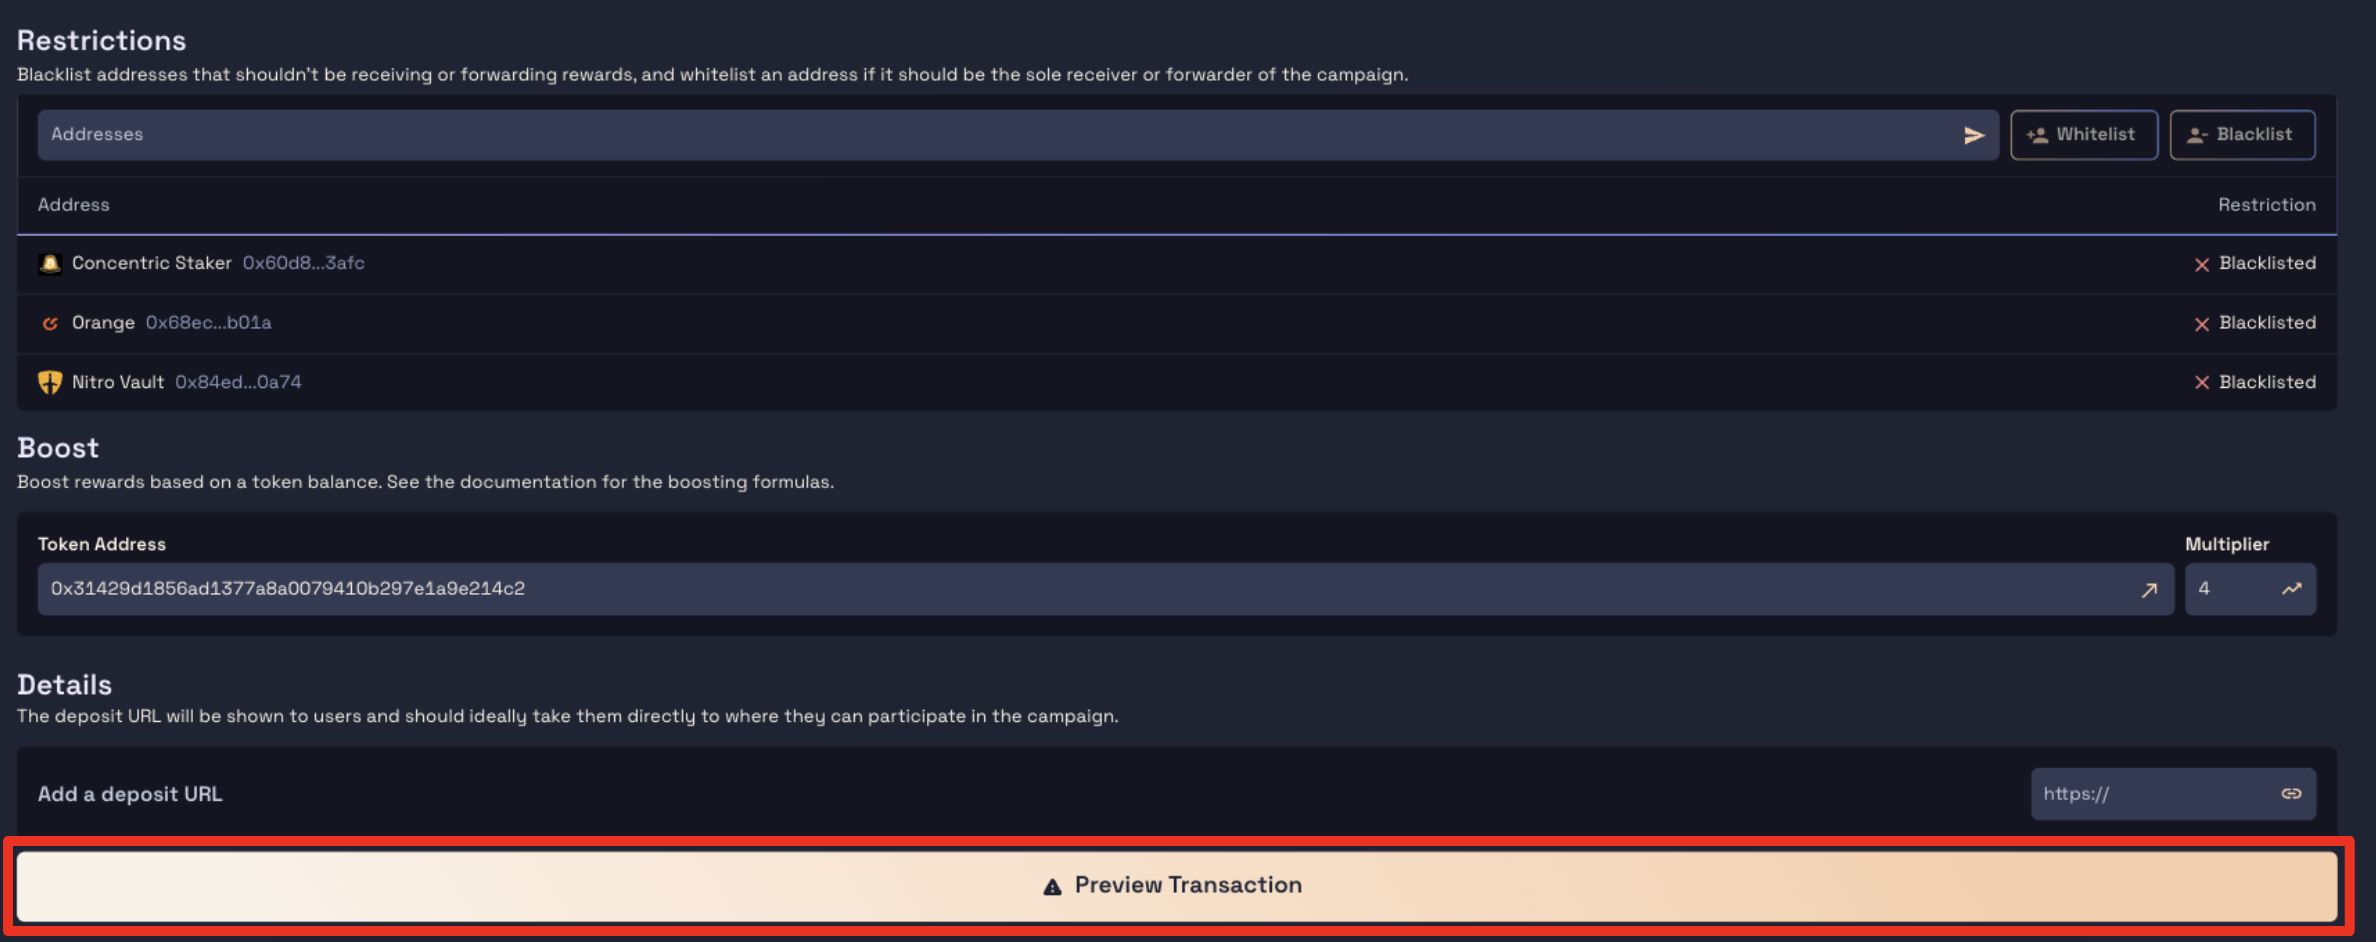 Restrictions
Blacklist addresses that shouldn't be receiving or forwarding rewards, and whitelist an address if it should be the sole receiver or forwarder of the campaign.
Addresses
Whitelist
Blacklist
Address Restriction
Concentric Staker 0x60d8...3afc Blacklisted
Orange 0x68ec...b01a Blacklisted
Nitro Vault 0x84ed...0a74 Blacklisted
Boost
Boost rewards based on a token balance. See the documentation for the boosting formulas.
Token Address Multiplier
0x31429d1856ad1377a8a0079410b297e1a9e214c2 4
Details
The deposit URL will be shown to users and should ideally take them directly to where they can participate in the campaign.
Add a deposit URL https://
Preview Transaction